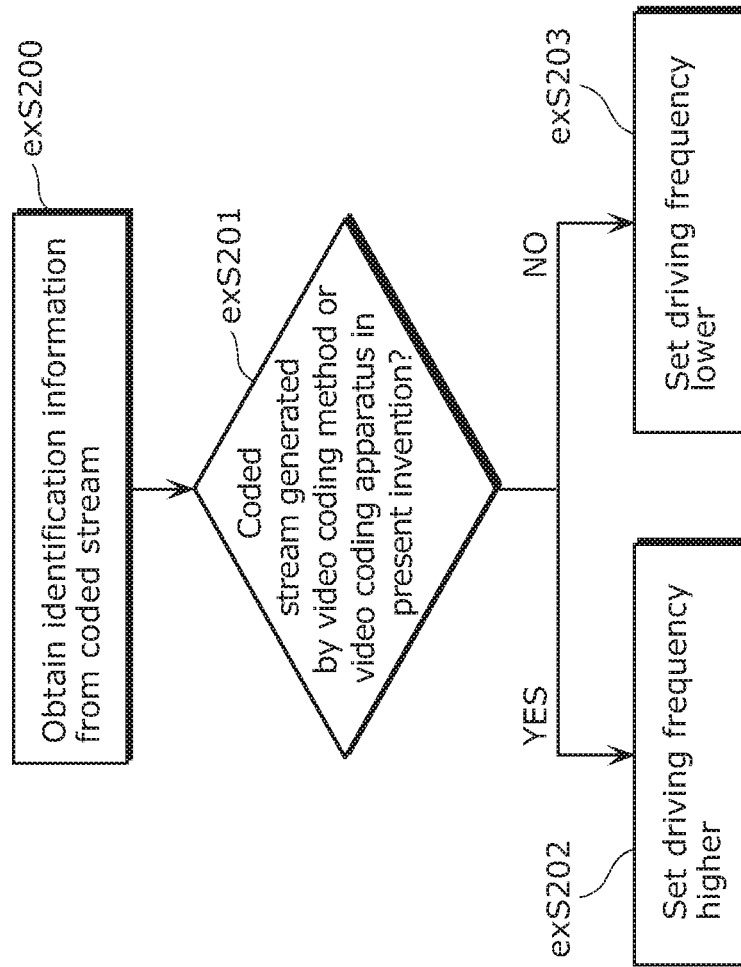 exS200
Obtain identification information
from coded stream
exS201
Coded
stream generated
by video coding method or
video coding apparatus in
present invention?
YES
NO
exS202
Set driving frequency
higher
exS203
Set driving frequency
lower